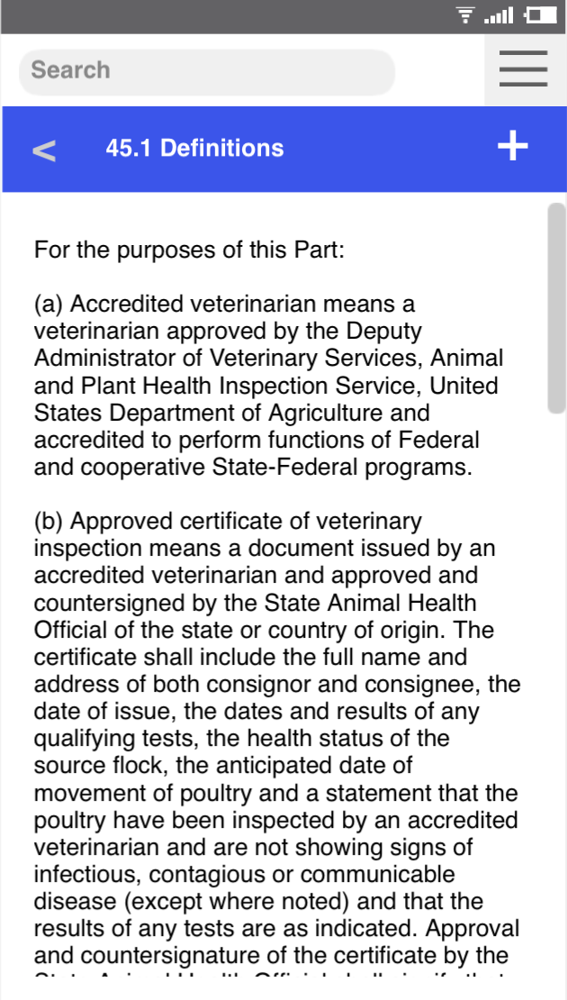 Search
< 45.1 Definitions +
For the purposes of this Part:
(a) Accredited veterinarian means a
veterinarian approved by the Deputy
Administrator of Veterinary Services, Animal
and Plant Health Inspection Service, United
States Department of Agriculture and
accredited to perform functions of Federal
and cooperative State-Federal programs.
(b) Approved certificate of veterinary
inspection means a document issued by an
accredited veterinarian and approved and
countersigned by the State Animal Health
Official of the state or country of origin. The
certificate shall include the full name and
address of both consignor and consignee, the
date of issue, the dates and results of any
qualifying tests, the health status of the
source flock, the anticipated date of
movement of poultry and a statement that the
poultry have been inspected by an accredited
veterinarian and are not showing signs of
infectious, contagious or communicable
disease (except where noted) and that the
results of any tests are as indicated. Approval
and countersignature of the certificate by the